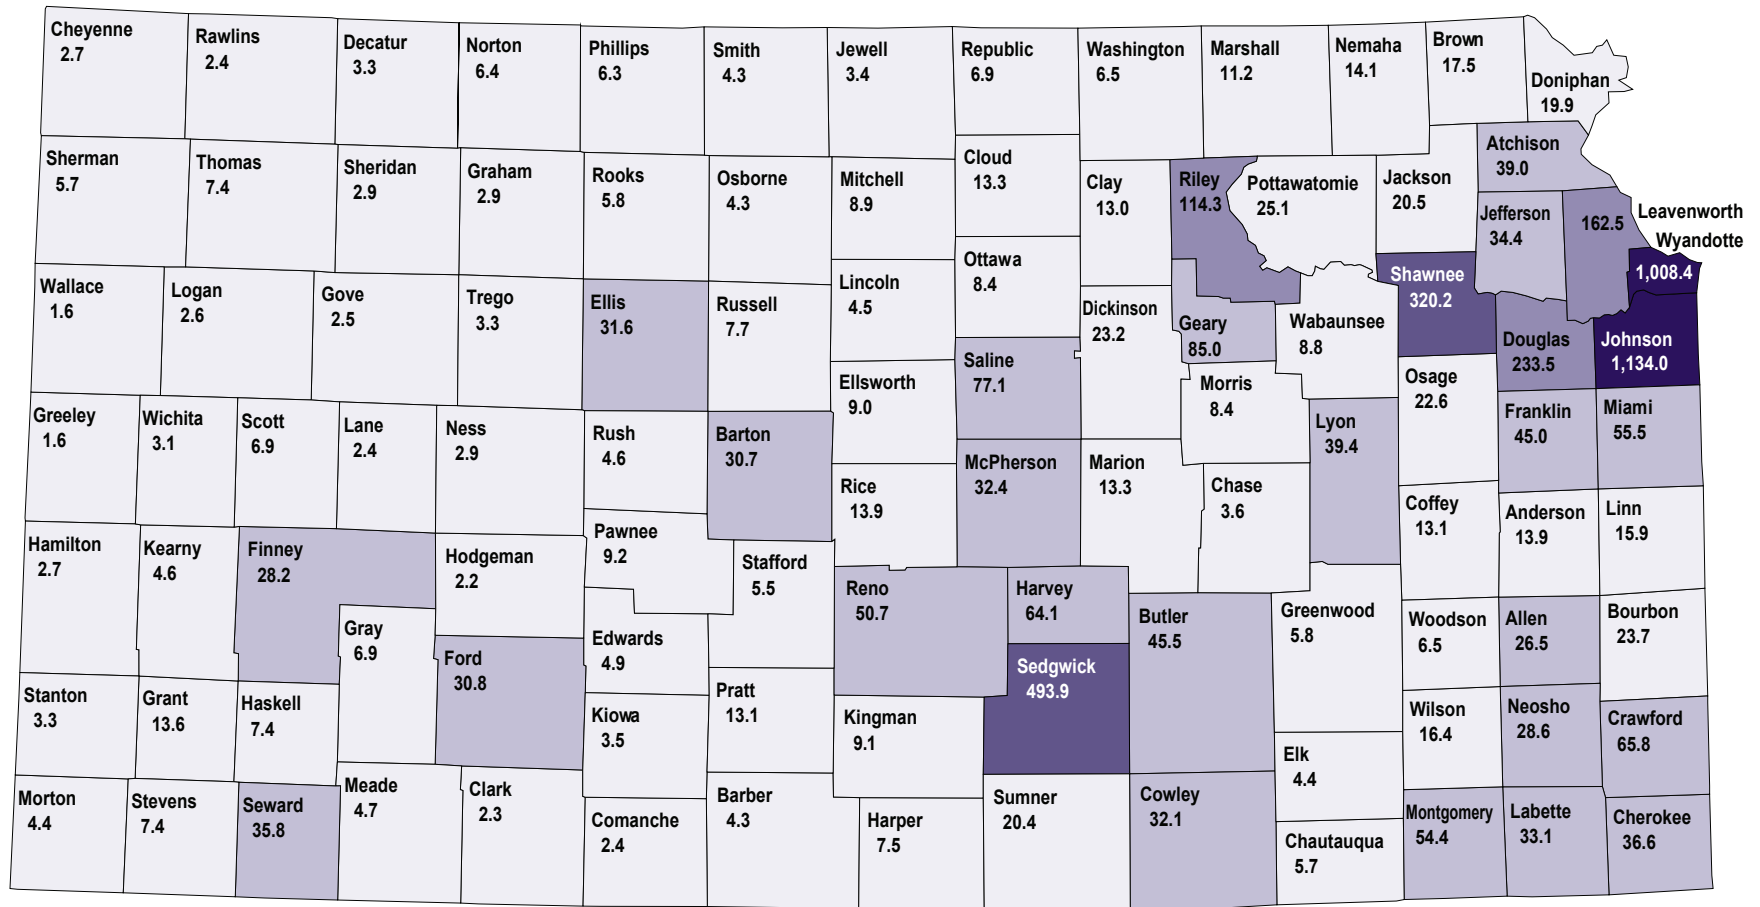 Cheyenne
2.7
Rawlins
2.4
Decatur
3.3
Norton
6.4
Phillips
6.3
Smith
4.3
Jewell
3.4
Republic
6.9
Washington
6.5
Marshall
11.2
Nemaha
14.1
Brown
17.5
Doniphan
19.9
Sherman
5.7
Thomas
7.4
Sheridan
2.9
Graham
2.9
Rooks
5.8
Osborne
4.3
Mitchell
8.9
Cloud
13.3
Clay
13.0
Riley
114.3
Pottawatomie
25.1
Jackson
20.5
Atchison
39.0
Jefferson
34.4
162.5
Leavenworth
Wyandotte
1,008.4
Wallace
1.6
Logan
2.6
Gove
2.5
Trego
3.3
Ellis
31.6
Russell
7.7
Lincoln
4.5
Ottawa
8.4
Dickinson
23.2
Geary
85.0
Wabaunsee
8.8
Shawnee
320.2
Douglas
233.5
Johnson
1,134.0
Saline
77.1
Ellsworth
9.0
Morris
8.4
Osage
22.6
Franklin
45.0
Miami
55.5
Greeley
1.6
Wichita
3.1
Scott
6.9
Lane
2.4
Ness
2.9
Rush
4.6
Barton
30.7
Rice
13.9
McPherson
32.4
Marion
13.3
Chase
3.6
Lyon
39.4
Coffey
13.1
Anderson
13.9
Linn
15.9
Hamilton
2.7
Kearny
4.6
Finney
28.2
Hodgeman
2.2
Pawnee
9.2
Stafford
5.5
Reno
50.7
Harvey
64.1
Butler
45.5
Greenwood
5.8
Woodson
6.5
Allen
26.5
Bourbon
23.7
Gray
6.9
Ford
30.8
Edwards
4.9
Sedgwick
493.9
Stanton
3.3
Grant
13.6
Haskell
7.4
Kiowa
3.5
Pratt
13.1
Kingman
9.1
Elk
4.4
Wilson
16.4
Neosho
28.6
Crawford
65.8
Morton
4.4
Stevens
7.4
Seward
35.8
Meade
4.7
Clark
2.3
Comanche
2.4
Barber
4.3
Harper
7.5
Sumner
20.4
Cowley
32.1
Chautauqua
5.7
Montgomery
54.4
Labette
33.1
Cherokee
36.6